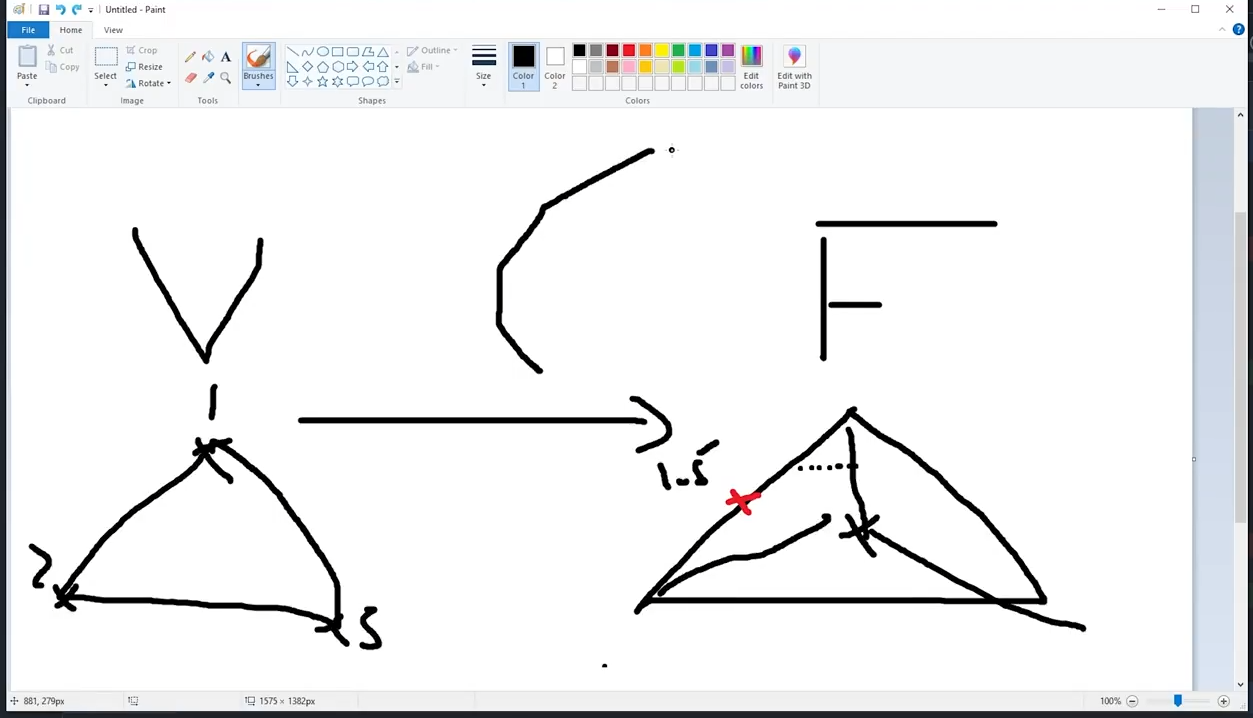 Untitled - Paint
File Home View
Cut
Copy
Paste
Clipboard
Crop
Resize
Rotate
Select
Image
A
Tools
Brushes
Outline
Fill
Shapes
Size
Color 1
Color 2
Edit colors
Edit with Paint 3D
Colors
V
F
1
1.5
2
3
881, 279px
1575 × 1382px
100%